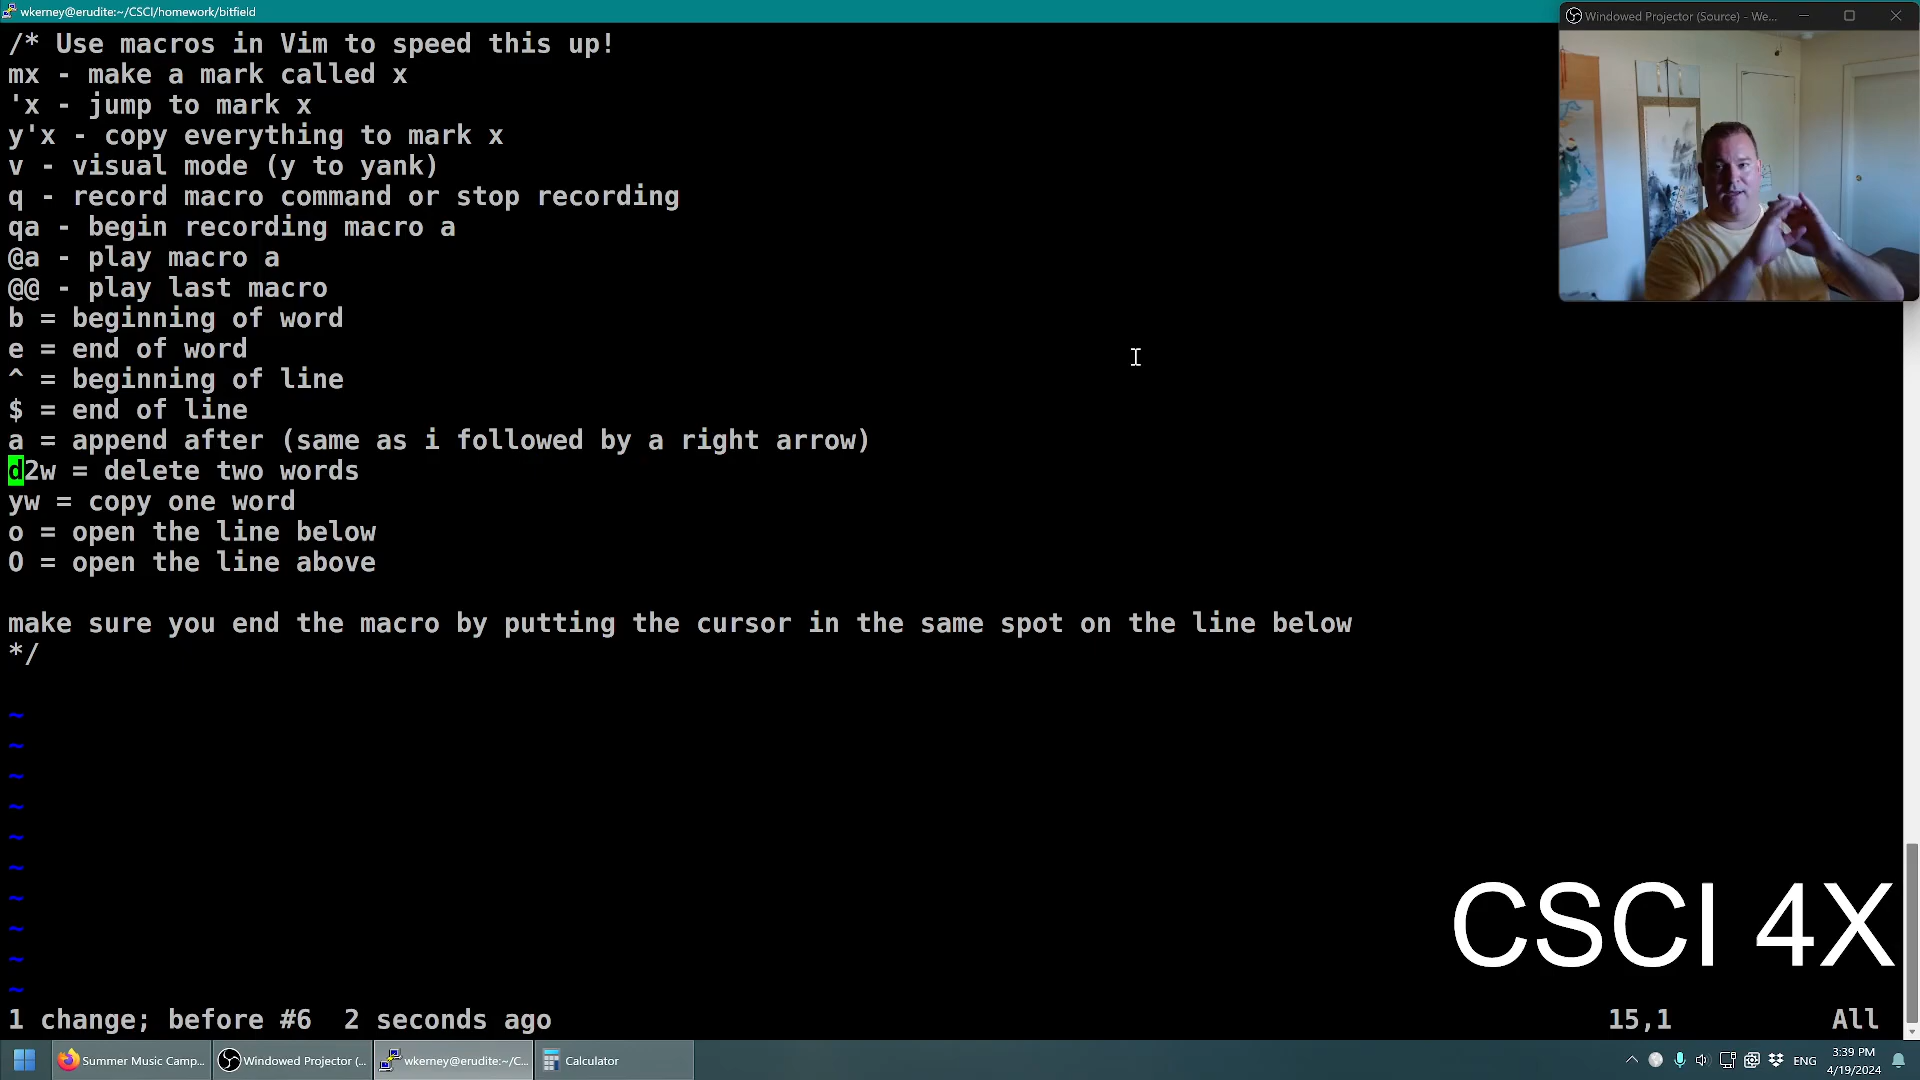 wkerney@erudite:~/CSCI/homework/bitfield
Windowed Projector (Source) - We...
/* Use macros in Vim to speed this up!
mx - make a mark called x
'x - jump to mark x
y'x - copy everything to mark x
v - visual mode (y to yank)
q - record macro command or stop recording
qa - begin recording macro a
@a - play macro a
@@ - play last macro
b = beginning of word
e = end of word
^ = beginning of line
$ = end of line
a = append after (same as i followed by a right arrow)
d2w = delete two words
yw = copy one word
o = open the line below
O = open the line above
make sure you end the macro by putting the cursor in the same spot on the line below
*/
~
~
~
~
~
~
~
~
~
~
CSCI 4X
1 change; before #6  2 seconds ago
15,1
All
Summer Music Camp...
Windowed Projector (...
wkerney@erudite:~/C...
Calculator
ENG
3:39 PM
4/19/2024